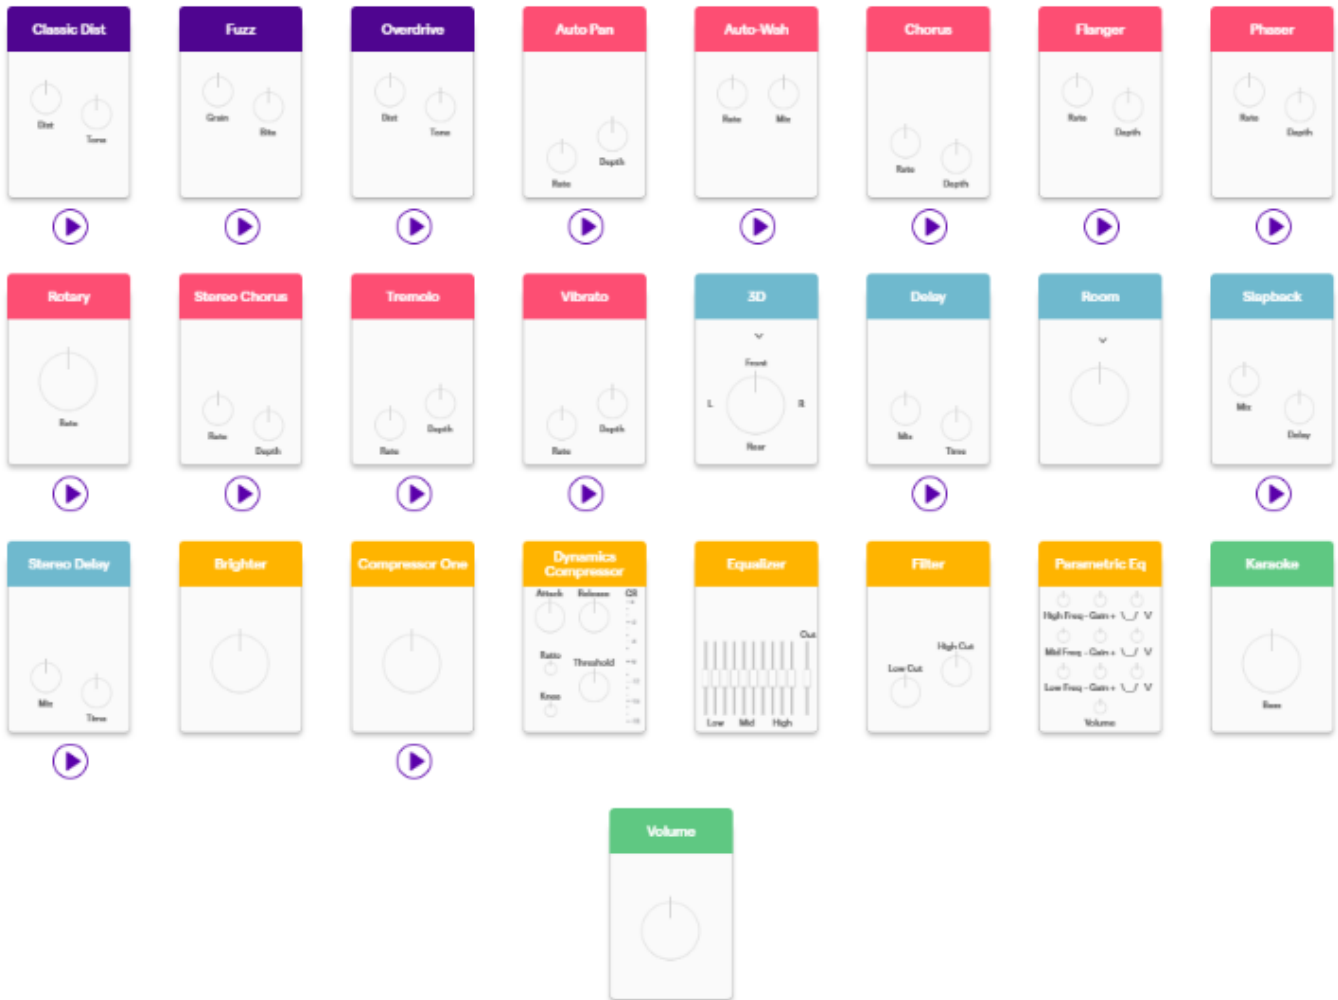 Classic Dist
Fuzz
Overdrive
Auto Pan
Auto-Wah
Chorus
Flanger
Phaser
Dist
Tone
Grain
Bite
Dist
Tone
Rate
Depth
Rate
Mix
Rate
Depth
Rate
Depth
Rate
Depth
Rotary
Stereo Chorus
Tremolo
Vibrato
3D
Delay
Room
Slapback
Rate
Rate
Depth
Rate
Depth
Rate
Depth
Front
L
R
Rear
Mix
Time
Mix
Delay
Stereo Delay
Brighter
Compressor One
Dynamics
Compressor
Equalizer
Filter
Parametric Eq
Karaoke
Mix
Time
Attack Release GR
Ratio
Threshold
Knee
Out
Low Mid High
High Cut
Low Cut
High Freq - Gain +
Mid Freq - Gain +
Low Freq - Gain +
Volume
Volume